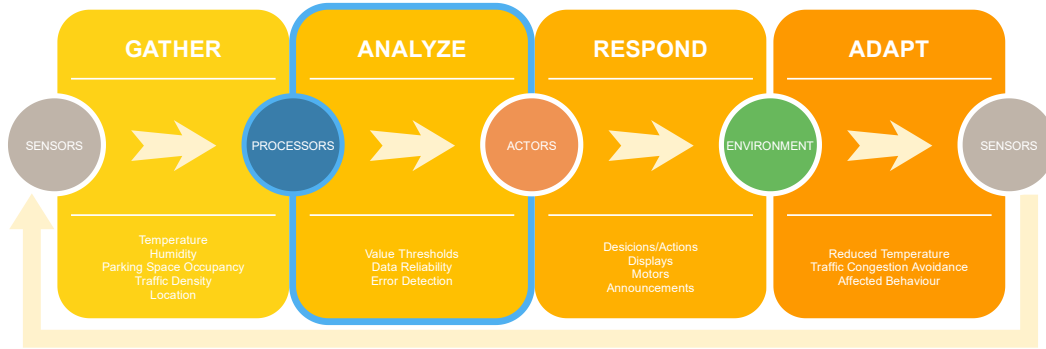 GATHER
ANALYZE
RESPOND
ADAPT
SENSORS
PROCESSORS
ACTORS
ENVIRONMENT
SENSORS
Temperature
Humidity
Parking Space Occupancy
Traffic Density
Location
Value Thresholds
Data Reliability
Error Detection
Desicions/Actions
Displays
Motors
Announcements
Reduced Temperature
Traffic Congestion Avoidance
Affected Behaviour